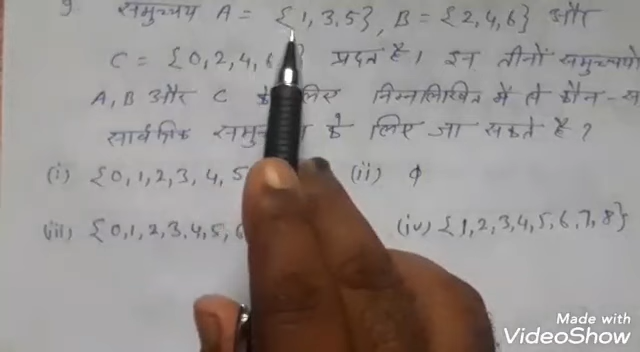 9. समुच्चय A = {1, 3, 5}, B = {2, 4, 6} और
C = {0, 2, 4, 6 } प्रदत्त है। इन तीनों समुच्चयो
A, B और C के लिए निम्नलिखित में से कौन-स
सार्वत्रिक के लिए जा सकते है ?
(i) {0, 1, 2, 3, 4, 5 (ii) ϕ
(iii) {0, 1, 2, 3, 4, 5, 6 (iv) {1, 2, 3, 4, 5, 6, 7, 8}
Made with
VideoShow